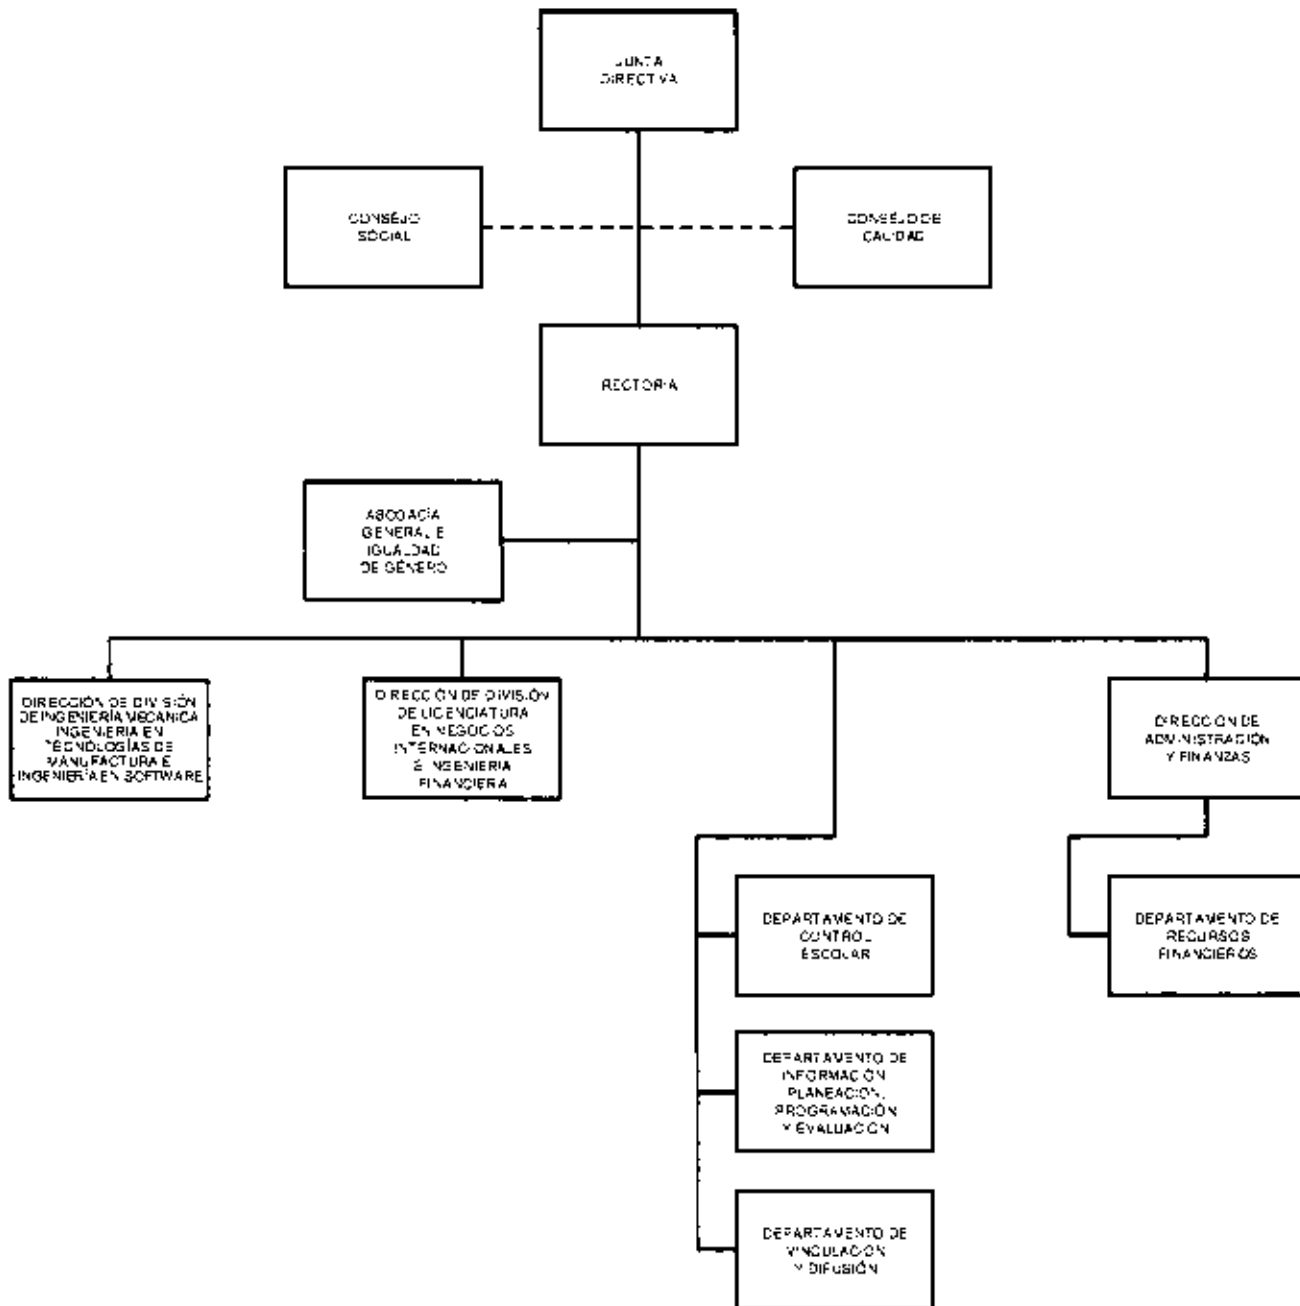 JUNTA
DIRECTIVA
CONSEJO
SOCIAL
CONSEJO DE
CALIDAD
RECTORÍA
ABOGACÍA
GENERAL E
IGUALDAD
DE GÉNERO
DIRECCIÓN DE DIVISIÓN
DE INGENIERÍA MECÁNICA
INGENIERÍA EN
TECNOLOGÍAS DE
MANUFACTURA E
INGENIERÍA EN SOFTWARE
DIRECCIÓN DE DIVISIÓN
DE LICENCIATURA
EN NEGOCIOS
INTERNACIONALES
E INGENIERÍA
FINANCIERA
DIRECCIÓN DE
ADMINISTRACIÓN
Y FINANZAS
DEPARTAMENTO DE
CONTROL
ESCOLAR
DEPARTAMENTO DE
RECURSOS
FINANCIEROS
DEPARTAMENTO DE
INFORMACIÓN,
PLANEACIÓN,
PROGRAMACIÓN
Y EVALUACIÓN
DEPARTAMENTO DE
VINCULACIÓN
Y DIFUSIÓN